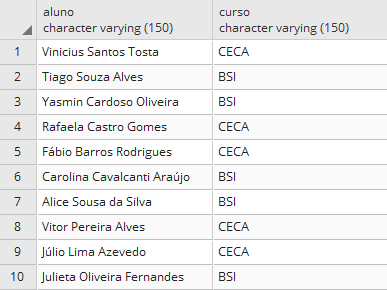 aluno curso
character varying (150) character varying (150)
1 Vinicius Santos Tosta CECA
2 Tiago Souza Alves BSI
3 Yasmin Cardoso Oliveira BSI
4 Rafaela Castro Gomes CECA
5 Fábio Barros Rodrigues CECA
6 Carolina Cavalcanti Araújo BSI
7 Alice Sousa da Silva BSI
8 Vitor Pereira Alves CECA
9 Júlio Lima Azevedo CECA
10 Julieta Oliveira Fernandes BSI